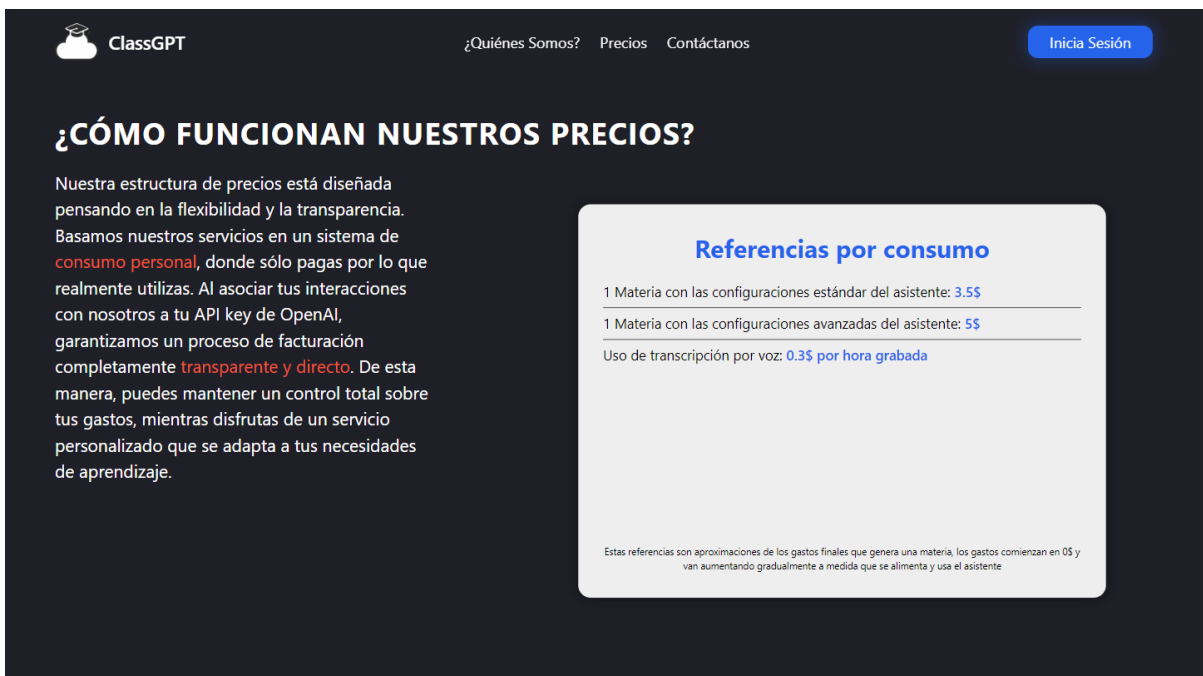 ClassGPT
¿Quiénes Somos? Precios Contáctanos
Inicia Sesión
¿CÓMO FUNCIONAN NUESTROS PRECIOS?
Nuestra estructura de precios está diseñada
pensando en la flexibilidad y la transparencia.
Basamos nuestros servicios en un sistema de
consumo personal, donde sólo pagas por lo que
realmente utilizas. Al asociar tus interacciones
con nosotros a tu API key de OpenAI,
garantizamos un proceso de facturación
completamente transparente y directo. De esta
manera, puedes mantener un control total sobre
tus gastos, mientras disfrutas de un servicio
personalizado que se adapta a tus necesidades
de aprendizaje.
Referencias por consumo
1 Materia con las configuraciones estándar del asistente: 3.5$
1 Materia con las configuraciones avanzadas del asistente: 5$
Uso de transcripción por voz: 0.3$ por hora grabada
Estas referencias son aproximaciones de los gastos finales que genera una materia, los gastos comienzan en 0$ y
van aumentando gradualmente a medida que se alimenta y usa el asistente